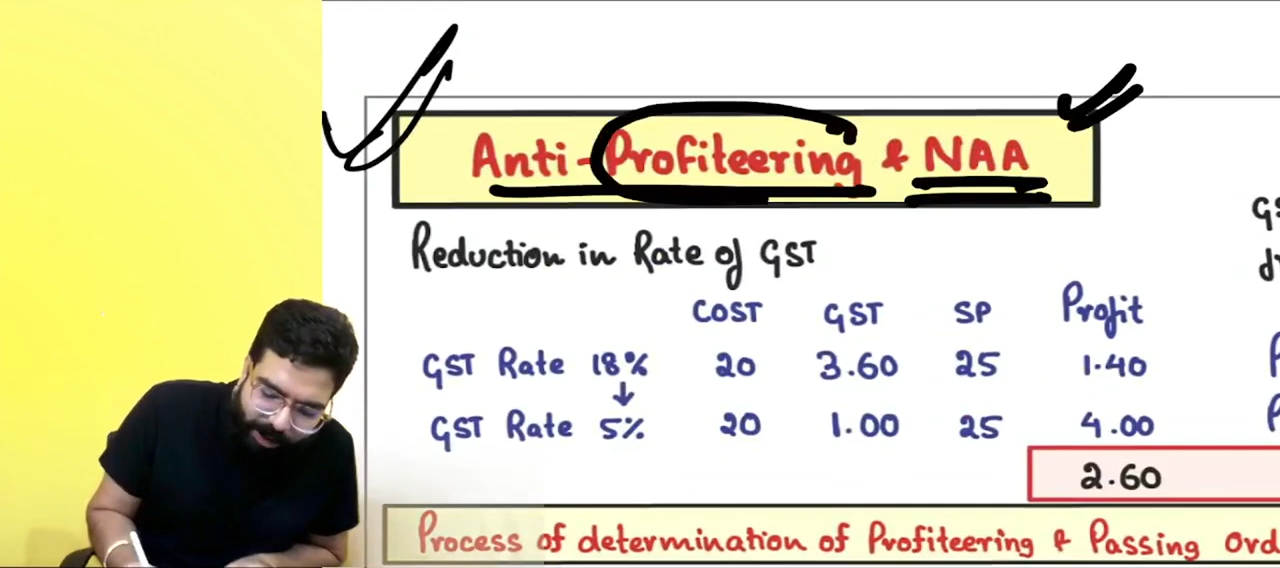 Anti-Profiteering & NAA
Reduction in Rate of GST
COST GST SP Profit
GST Rate 18% 20 3.60 25 1.40
↓
GST Rate 5% 20 1.00 25 4.00
2.60
Process of determination of Profiteering & Passing